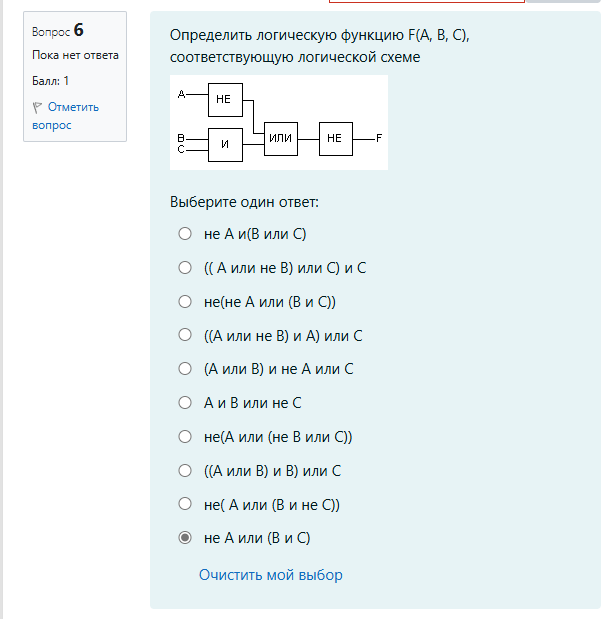 Вопрос 6
Пока нет ответа
Балл: 1
Отметить
вопрос
Определить логическую функцию F(A, B, C),
соответствующую логической схеме
A
НЕ
B
C
И
ИЛИ
НЕ
F
Выберите один ответ:
не A и(B или C)
(( A или не B) или C) и C
не(не A или (B и C))
((A или не B) и A) или C
(A или B) и не A или C
A и B или не C
не(A или (не B или C))
((A или B) и B) или C
не( A или (B и не C))
не A или (B и C)
Очистить мой выбор